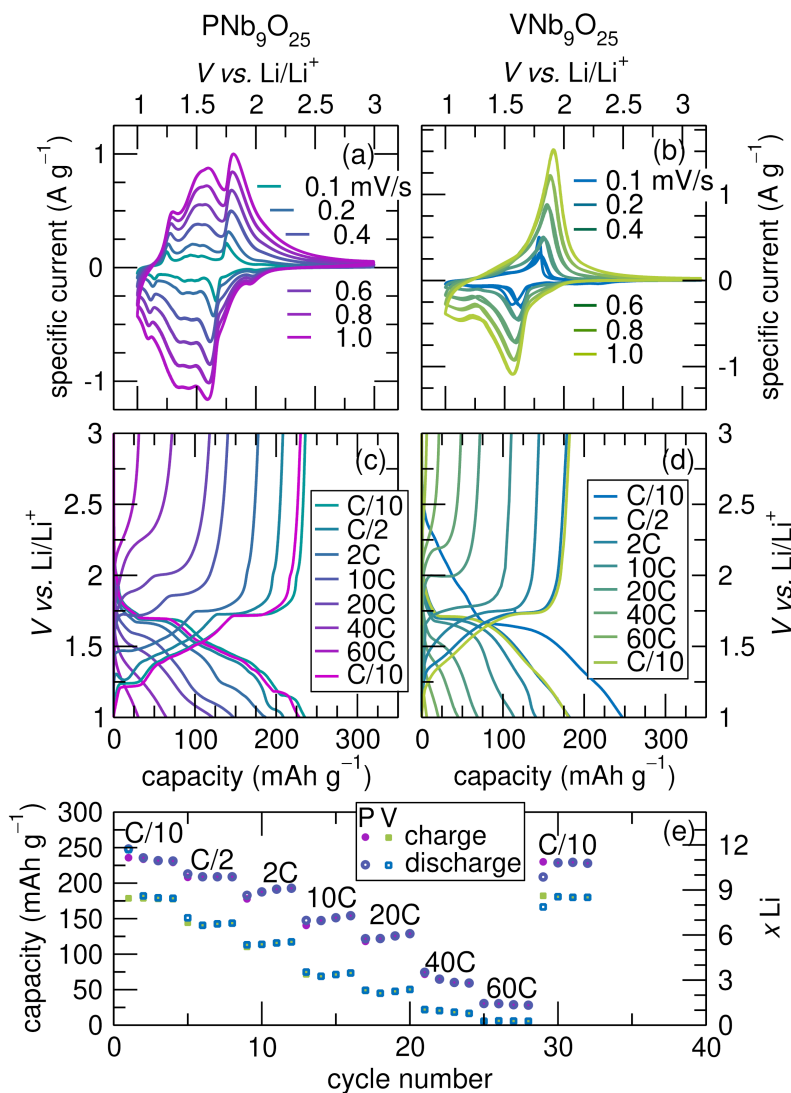 PNb₉O₂₅ VNb₉O₂₅
V vs. Li/Li⁺ V vs. Li/Li⁺
1 1.5 2 2.5 3 1 1.5 2 2.5 3
(a) (b)
1 0 -1
1 0 -1
specific current (A g⁻¹)
specific current (A g⁻¹)
0.1 mV/s
0.2
0.4
0.6
0.8
1.0
0.1 mV/s
0.2
0.4
0.6
0.8
1.0
(c) (d)
3 2.5 2 1.5 1
3 2.5 2 1.5 1
V vs. Li/Li⁺
V vs. Li/Li⁺
C/10
C/2
2C
10C
20C
40C
60C
C/10
C/10
C/2
2C
10C
20C
40C
60C
C/10
0 100 200 300 0 100 200 300
capacity (mAh g⁻¹) capacity (mAh g⁻¹)
(e)
P V
charge
discharge
C/10
C/2
2C
10C
20C
40C
60C
C/10
300
250
200
150
100
50
0
capacity (mAh g⁻¹)
12
9
6
3
0
x Li
0 10 20 30 40
cycle number